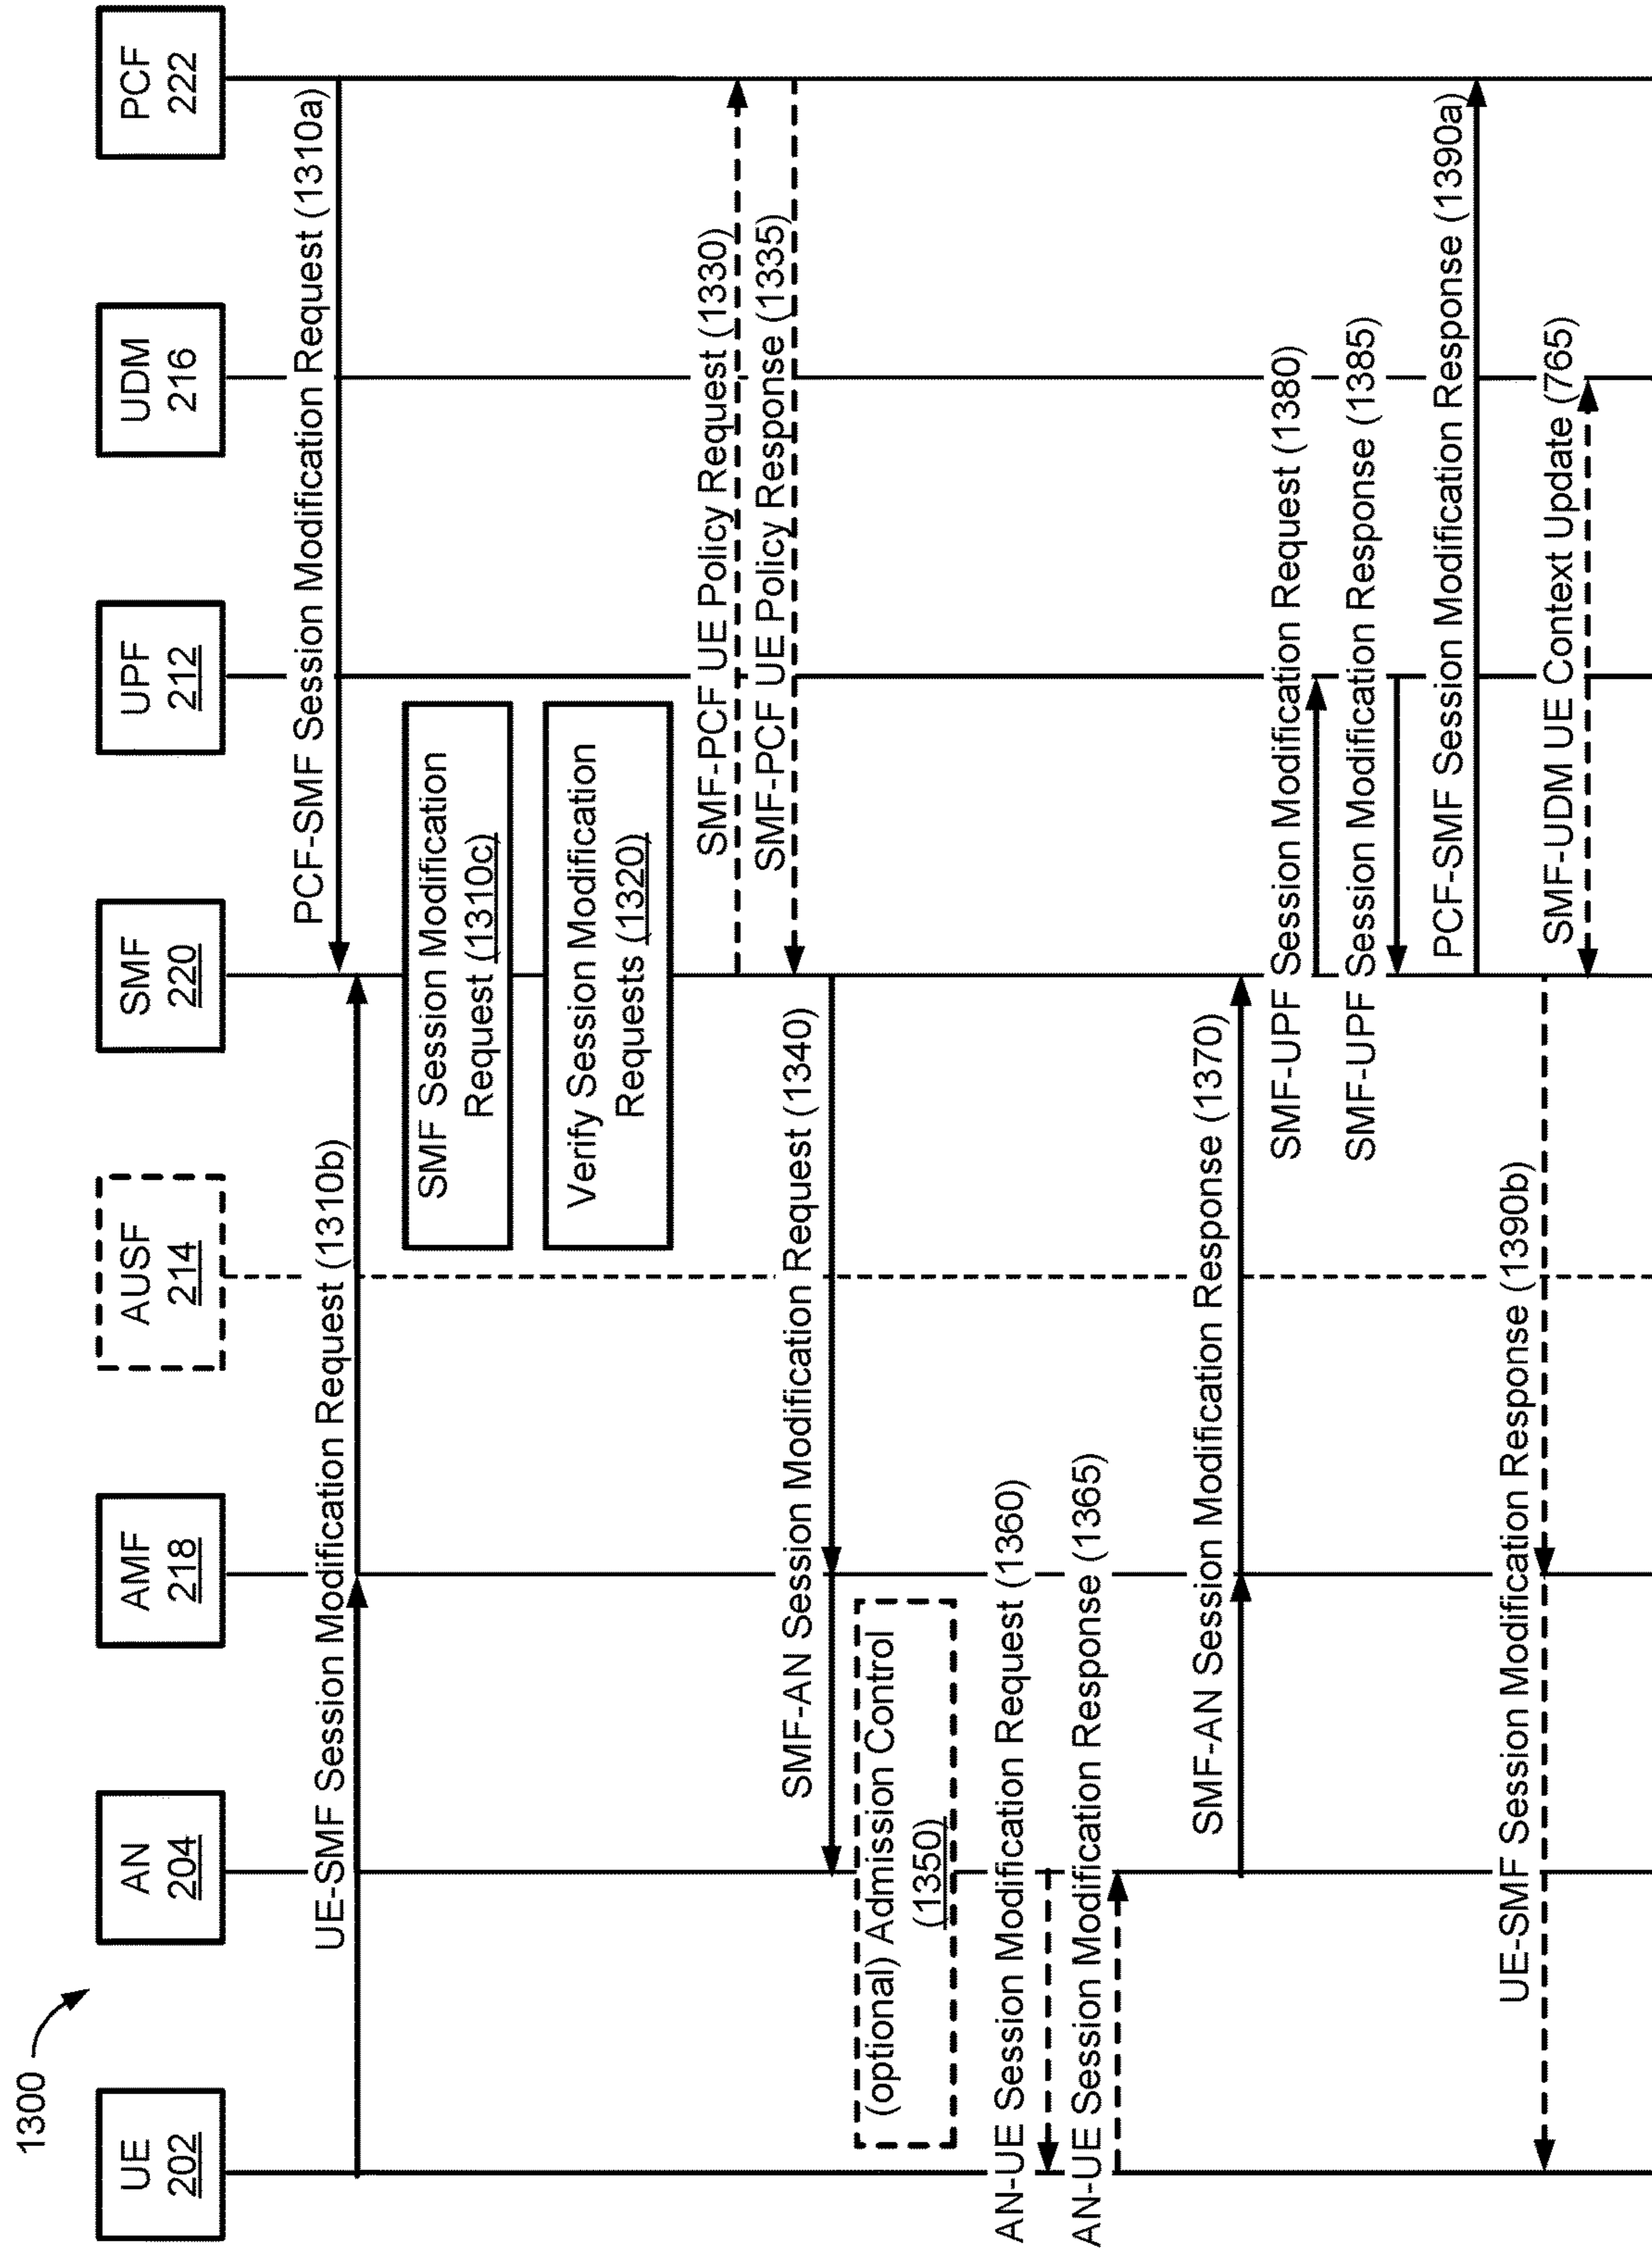 1300
UE
202
AN
204
AMF
218
AUSF
214
SMF
220
UPF
212
UDM
216
PCF
222
PCF-SMF Session Modification Request (1310a)
UE-SMF Session Modification Request (1310b)
SMF Session Modification
Request (1310c)
Verify Session Modification
Requests (1320)
SMF-PCF UE Policy Request (1330)
SMF-PCF UE Policy Response (1335)
SMF-AN Session Modification Request (1340)
(optional) Admission Control
(1350)
AN-UE Session Modification Request (1360)
AN-UE Session Modification Response (1365)
SMF-AN Session Modification Response (1370)
SMF-UPF Session Modification Request (1380)
SMF-UPF Session Modification Response (1385)
PCF-SMF Session Modification Response (1390a)
UE-SMF Session Modification Response (1390b)
SMF-UDM UE Context Update (765)